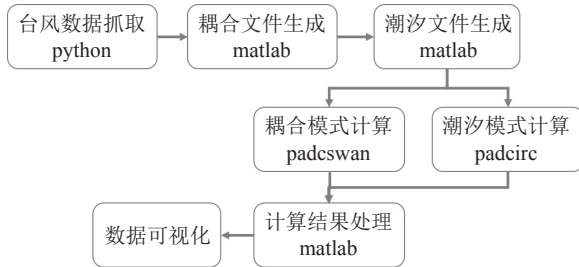 台风数据抓取
python
耦合文件生成
matlab
潮汐文件生成
matlab
耦合模式计算
padcswan
潮汐模式计算
padcirc
数据可视化
计算结果处理
matlab